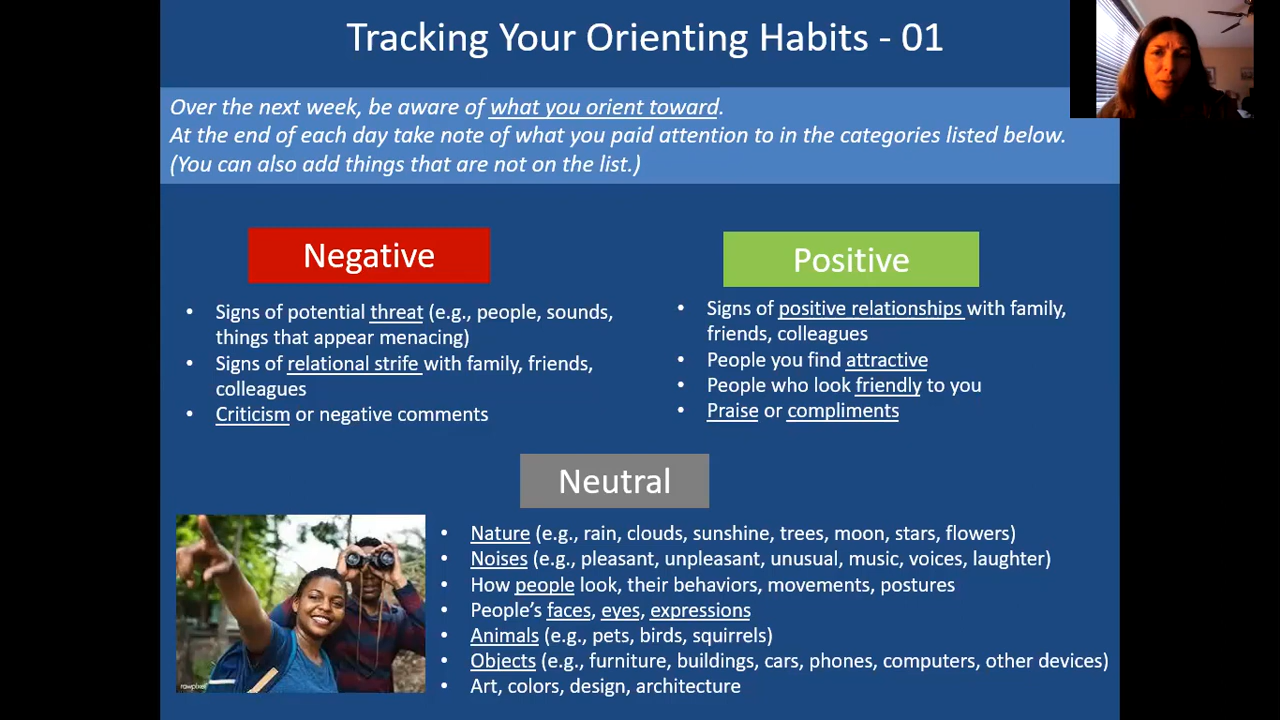 Tracking Your Orienting Habits - 01
Over the next week, be aware of what you orient toward.
At the end of each day take note of what you paid attention to in the categories listed below.
(You can also add things that are not on the list.)
Negative
• Signs of potential threat (e.g., people, sounds,
things that appear menacing)
• Signs of relational strife with family, friends,
colleagues
• Criticism or negative comments
Positive
• Signs of positive relationships with family,
friends, colleagues
• People you find attractive
• People who look friendly to you
• Praise or compliments
Neutral
• Nature (e.g., rain, clouds, sunshine, trees, moon, stars, flowers)
• Noises (e.g., pleasant, unpleasant, unusual, music, voices, laughter)
• How people look, their behaviors, movements, postures
• People's faces, eyes, expressions
• Animals (e.g., pets, birds, squirrels)
• Objects (e.g., furniture, buildings, cars, phones, computers, other devices)
• Art, colors, design, architecture
rawpixel